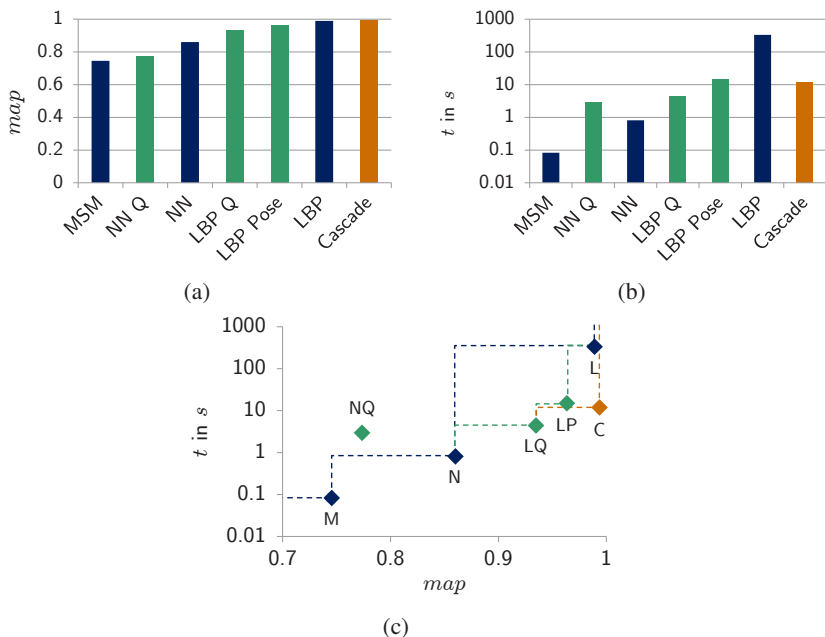 1
0.8
0.6
0.4
0.2
0
map
MSM
NN Q
NN
LBP Q
LBP Pose
LBP
Cascade
(a)
1000
100
10
1
0.1
0.01
t in s
MSM
NN Q
NN
LBP Q
LBP Pose
LBP
Cascade
(b)
1000
100
10
1
0.1
0.01
t in s
NQ
M
N
LQ
LP
L
C
0.7
0.8
0.9
1
map
(c)